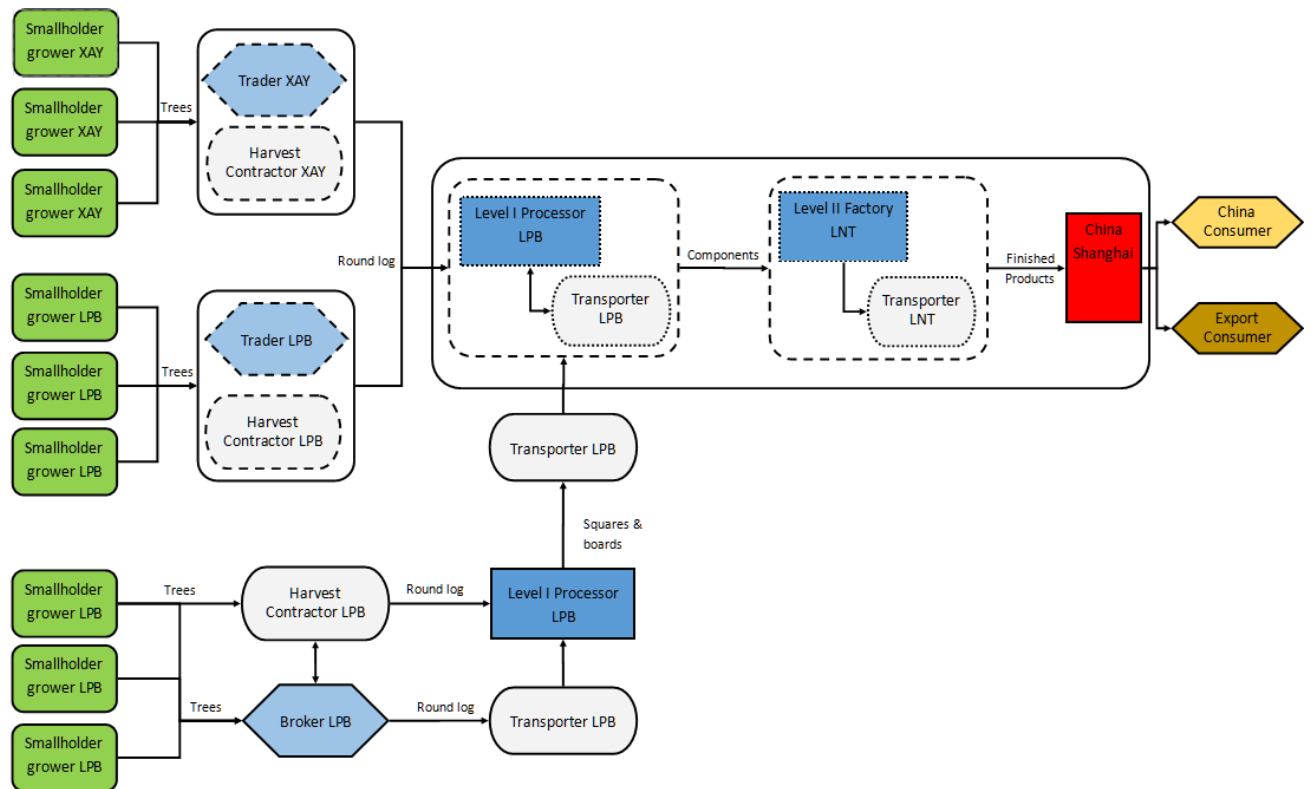 Smallholder
grower XAY
Smallholder
grower XAY
Smallholder
grower XAY
Trees
Trader XAY
Harvest
Contractor XAY
Smallholder
grower LPB
Smallholder
grower LPB
Smallholder
grower LPB
Trees
Trader LPB
Harvest
Contractor LPB
Round log
Level I Processor
LPB
Transporter
LPB
Components
Level II Factory
LNT
Transporter
LNT
Finished
Products
China
Shanghai
China
Consumer
Export
Consumer
Transporter LPB
Squares &
boards
Smallholder
grower LPB
Smallholder
grower LPB
Smallholder
grower LPB
Trees
Harvest
Contractor LPB
Round log
Level I Processor
LPB
Trees
Broker LPB
Round log
Transporter LPB